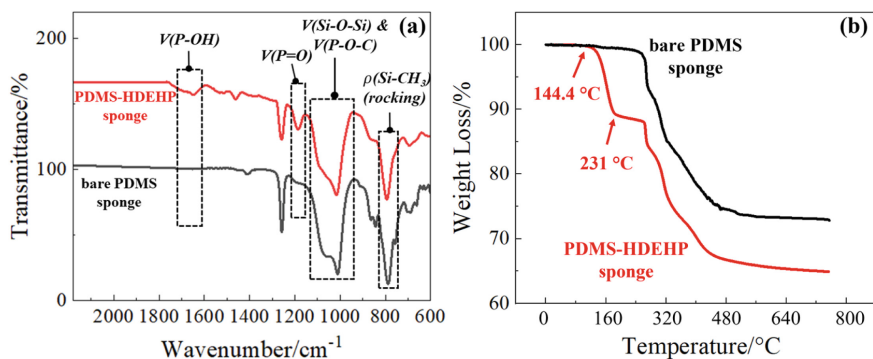 (a)
V(P-OH)
V(P=O)
V(Si-O-Si) &
V(P-O-C)
ρ(Si-CH3)
(rocking)
PDMS-HDEHP
sponge
bare PDMS
sponge
Transmittance/%
200
100
0
2000 1800 1600 1400 1200 1000 800 600
Wavenumber/cm-1
(b)
bare PDMS
sponge
144.4 °C
231 °C
PDMS-HDEHP
sponge
Weight Loss/%
100
90
80
70
60
0 160 320 480 640 800
Temperature/°C